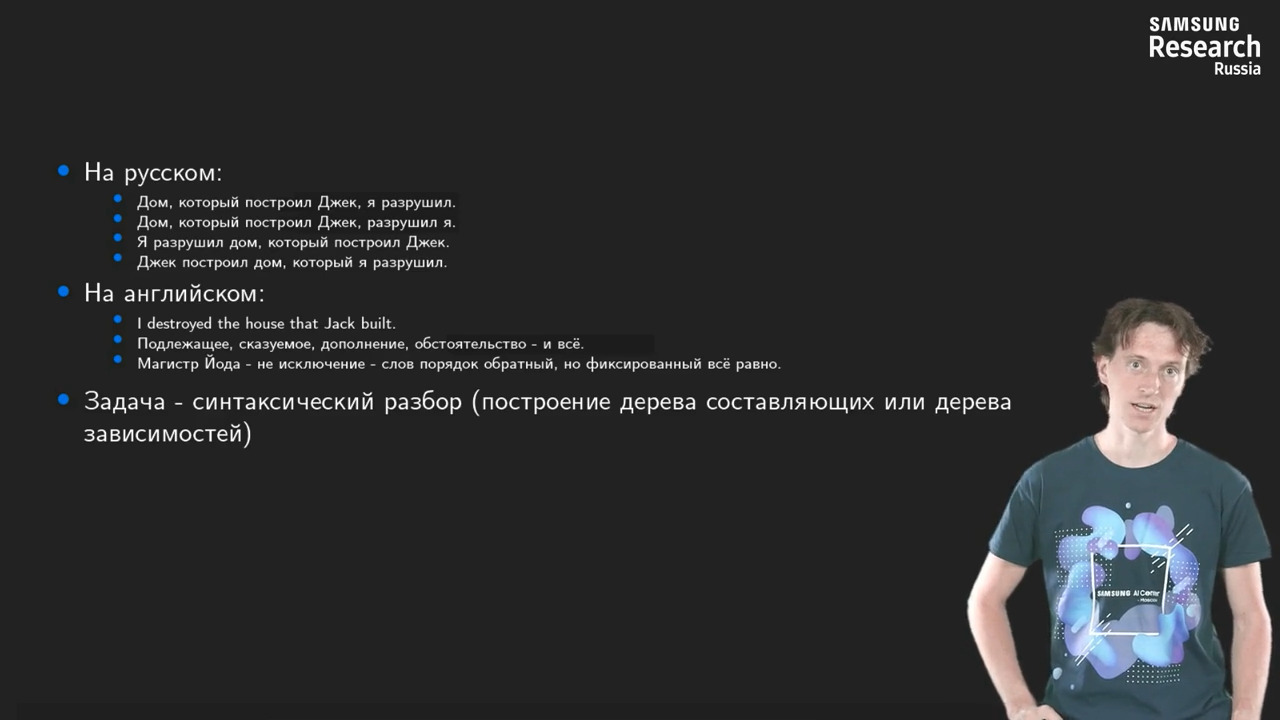 SAMSUNG
Research
Russia
На русском:
Дом, который построил Джек, я разрушил.
Дом, который построил Джек, разрушил я.
Я разрушил дом, который построил Джек.
Джек построил дом, который я разрушил.
На английском:
I destroyed the house that Jack built.
Подлежащее, сказуемое, дополнение, обстоятельство - и всё.
Магистр Йода - не исключение - слов порядок обратный, но фиксированный всё равно.
Задача - синтаксический разбор (построение дерева составляющих или дерева
зависимостей)
SAMSUNG AI Center
- Moscow